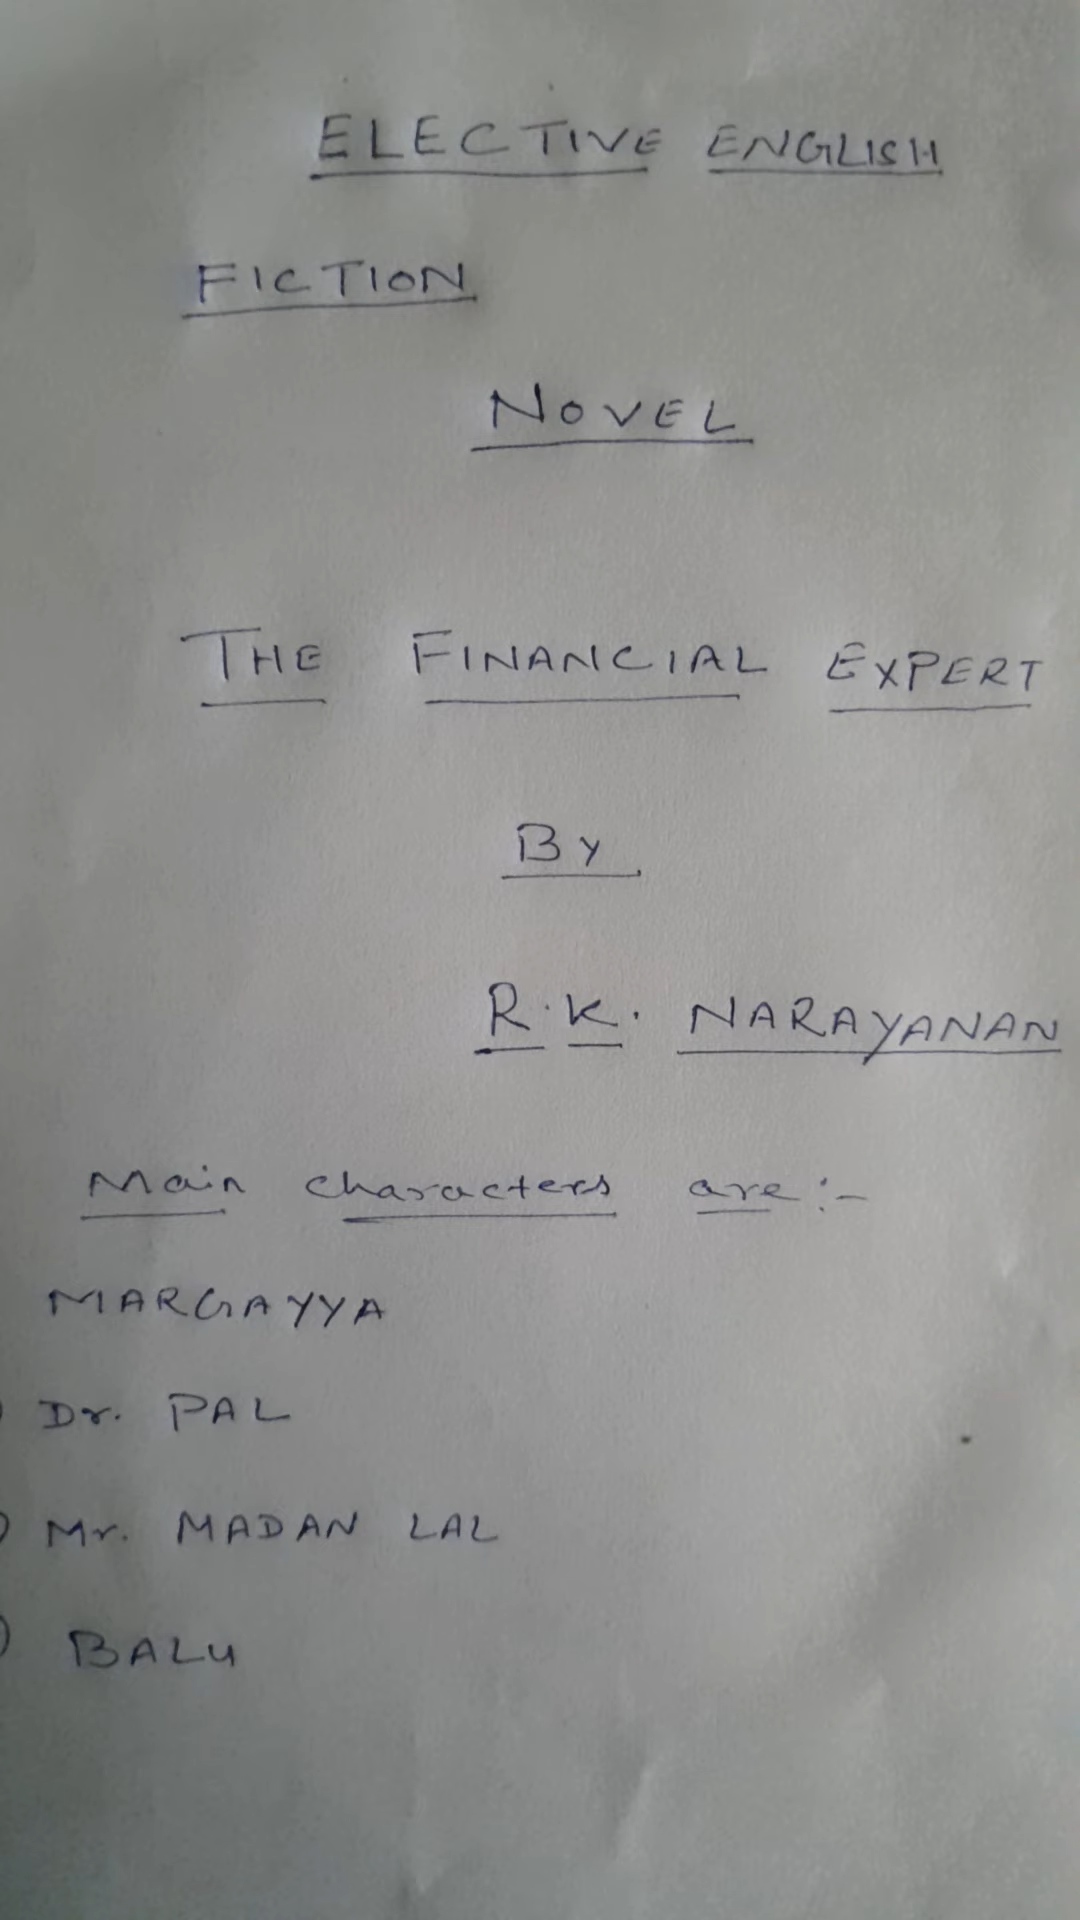 ELECTIVE ENGLISH
FICTION
NOVEL
THE FINANCIAL EXPERT
BY
R.K. NARAYANAN
Main characters are:-
MARGAYYA
Dr. PAL
Mr. MADAN LAL
BALU